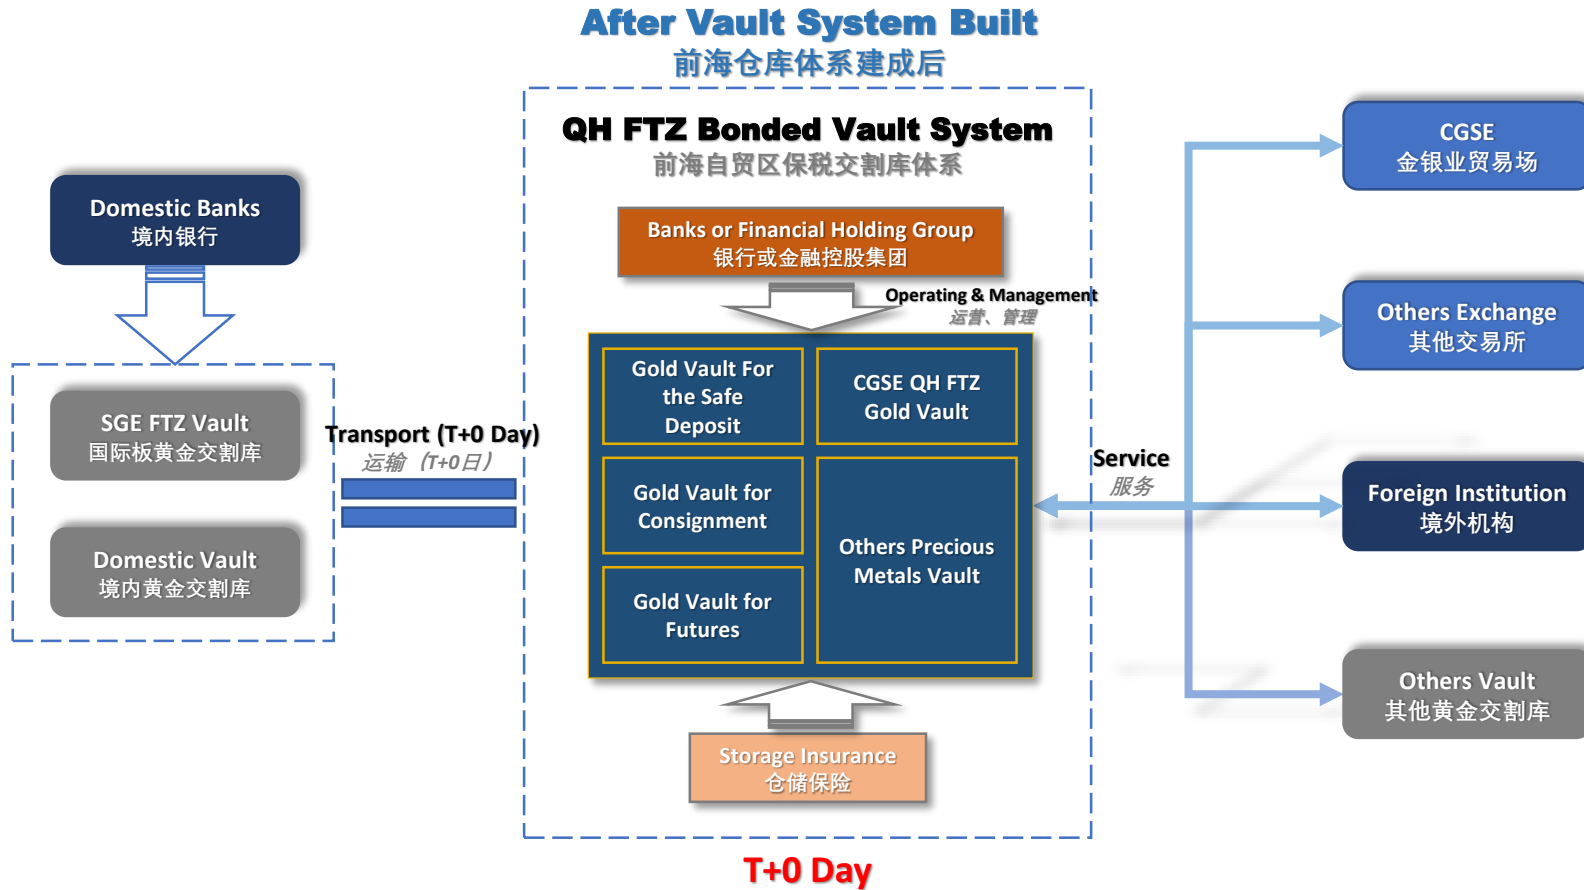 After Vault System Built
前海仓库体系建成后
QH FTZ Bonded Vault System
前海自贸区保税交割库体系
Domestic Banks
境内银行
SGE FTZ Vault
国际板黄金交割库
Domestic Vault
境内黄金交割库
Transport (T+0 Day)
运输（T+0日）
Banks or Financial Holding Group
银行或金融控股集团
Operating & Management
运营、管理
Gold Vault For
the Safe
Deposit
CGSE QH FTZ
Gold Vault
Gold Vault for
Consignment
Others Precious
Metals Vault
Gold Vault for
Futures
Storage Insurance
仓储保险
Service
服务
CGSE
金银业贸易场
Others Exchange
其他交易所
Foreign Institution
境外机构
Others Vault
其他黄金交割库
T+0 Day